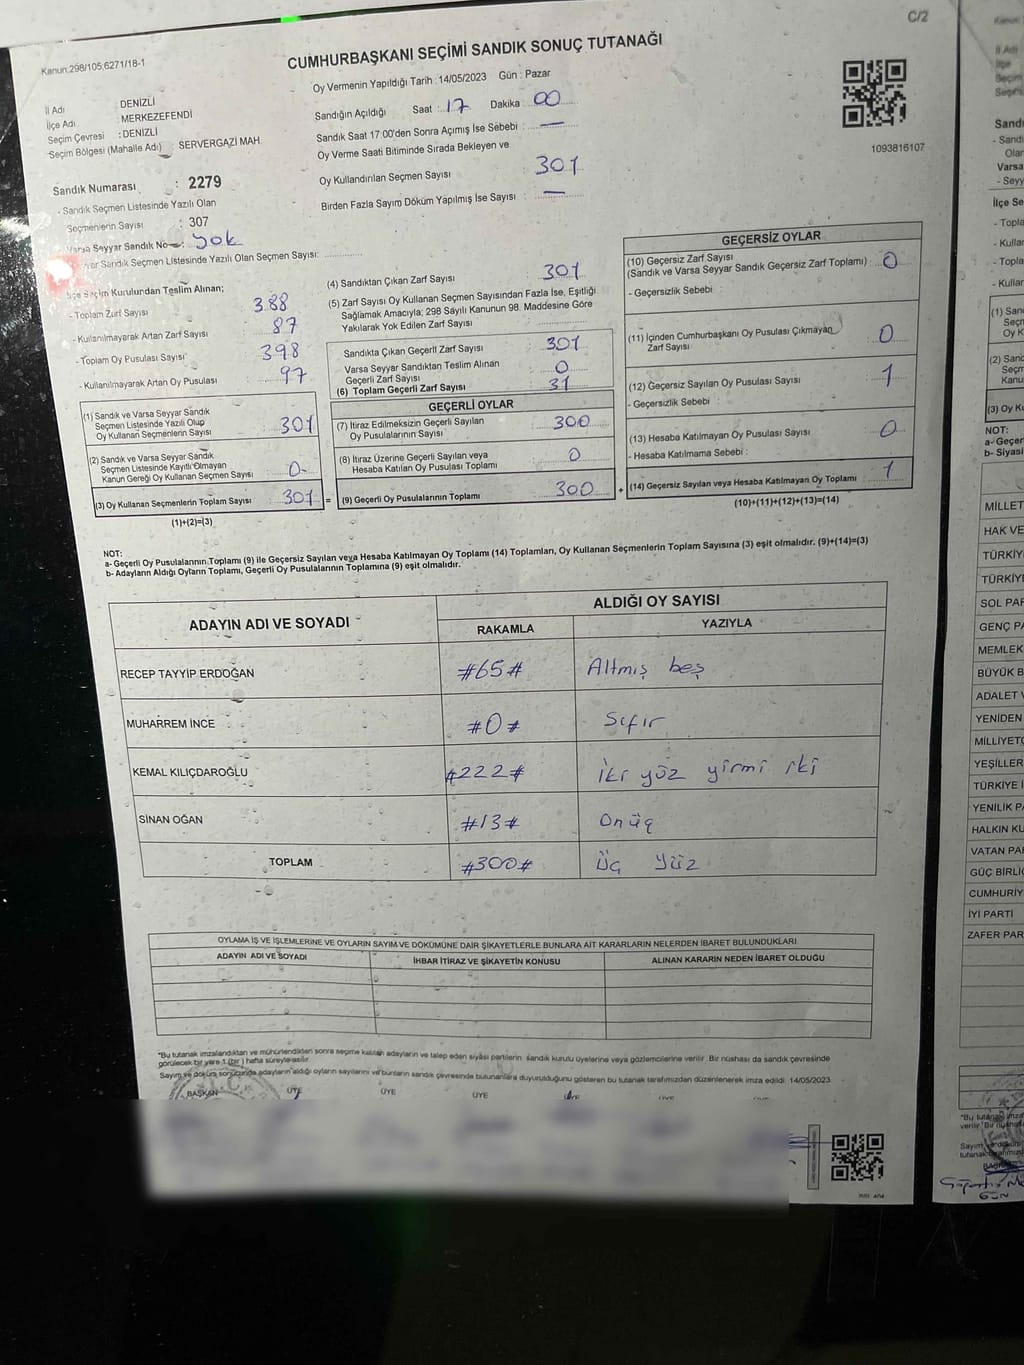 C/2
Kanun:298/105,6271/18-1
CUMHURBAŞKANI SEÇİMİ SANDIK SONUÇ TUTANAĞI
Oy Vermenin Yapıldığı Tarih :14/05/2023 Gün : Pazar
İl Adı DENİZLİ
İlçe Adı : MERKEZEFENDİ
Seçim Çevresi : DENİZLİ
Seçim Bölgesi (Mahalle Adı) : SERVERGAZİ MAH.
Sandık Numarası : 2279
- Sandık Seçmen Listesinde Yazılı Olan
Seçmenlerin Sayısı : 307
Varsa Seyyar Sandık No : yok
Seyyar Sandık Seçmen Listesinde Yazılı Olan Seçmen Sayısı:
Sandığın Açıldığı Saat : 17 Dakika 00
Sandık Saat 17.00'den Sonra Açımış İse Sebebi : —
Oy Verme Saati Bitiminde Sırada Bekleyen ve
Oy Kullandırılan Seçmen Sayısı 301
Birden Fazla Sayım Döküm Yapılmış İse Sayısı : —
1093816107
İlçe Seçim Kurulundan Teslim Alınan;
- Toplam Zarf Sayısı 388
- Kullanılmayarak Artan Zarf Sayısı 87
- Toplam Oy Pusulası Sayısı 398
- Kullanılmayarak Artan Oy Pusulası 97
(1) Sandık ve Varsa Seyyar Sandık
Seçmen Listesinde Yazılı Olup
Oy Kullanan Seçmenlerin Sayısı 301
(2) Sandık ve Varsa Seyyar Sandık
Seçmen Listesinde Kayıtlı Olmayan
Kanun Gereği Oy Kullanan Seçmen Sayısı 0
(3) Oy Kullanan Seçmenlerin Toplam Sayısı 301
(1)+(2)=(3)
(4) Sandıktan Çıkan Zarf Sayısı 301
(5) Zarf Sayısı Oy Kullanan Seçmen Sayısından Fazla İse, Eşitliği
Sağlamak Amacıyla; 298 Sayılı Kanunun 98. Maddesine Göre
Yakılarak Yok Edilen Zarf Sayısı
Sandıkta Çıkan Geçerli Zarf Sayısı 301
Varsa Seyyar Sandıktan Teslim Alınan
Geçerli Zarf Sayısı 0
(6) Toplam Geçerli Zarf Sayısı 31
GEÇERLİ OYLAR
(7) İtiraz Edilmeksizin Geçerli Sayılan
Oy Pusulalarının Sayısı 300
(8) İtiraz Üzerine Geçerli Sayılan veya
Hesaba Katılan Oy Pusulası Toplamı 0
= (9) Geçerli Oy Pusulalarının Toplamı 300 +
GEÇERSİZ OYLAR
(10) Geçersiz Zarf Sayısı
(Sandık ve Varsa Seyyar Sandık Geçersiz Zarf Toplamı) : 0
- Geçersizlik Sebebi :
(11) İçinden Cumhurbaşkanı Oy Pusulası Çıkmayan
Zarf Sayısı 0
(12) Geçersiz Sayılan Oy Pusulası Sayısı 1
- Geçersizlik Sebebi :
(13) Hesaba Katılmayan Oy Pusulası Sayısı 0
- Hesaba Katılmama Sebebi :
(14) Geçersiz Sayılan veya Hesaba Katılmayan Oy Toplamı 1
(10)+(11)+(12)+(13)=(14)
NOT:
a- Geçerli Oy Pusulalarının Toplamı (9) ile Geçersiz Sayılan veya Hesaba Katılmayan Oy Toplamı (14) Toplamları, Oy Kullanan Seçmenlerin Toplam Sayısına (3) eşit olmalıdır. (9)+(14)=(3)
b- Adayların Aldığı Oyların Toplamı, Geçerli Oy Pusulalarının Toplamına (9) eşit olmalıdır.
ADAYIN ADI VE SOYADI ALDIĞI OY SAYISI
RAKAMLA YAZIYLA
RECEP TAYYİP ERDOĞAN #65# Altmış beş
MUHARREM İNCE #0# Sıfır
KEMAL KILIÇDAROĞLU #222# iki yüz yirmi iki
SİNAN OĞAN #13# Onüç
TOPLAM #300# Üç Yüz
OYLAMA İŞ VE İŞLEMLERİNE VE OYLARIN SAYIM VE DÖKÜMÜNE DAİR ŞİKAYETLERLE BUNLARA AİT KARARLARIN NELERDEN İBARET BULUNDUKLARI
ADAYIN ADI VE SOYADI İHBAR İTİRAZ VE ŞİKAYETİN KONUSU ALINAN KARARIN NEDEN İBARET OLDUĞU
*Bu tutanak imzalandıktan ve mühürlendikten sonra seçime katılan adayların ve talep eden siyasi partilerin sandık kurulu üyelerine veya gözlemcilerine verilir. Bir nüshası da sandık çevresinde
görülecek bir yere 1 (bir) hafta süreyle asılır.
Sayım ve döküm sonucunda adayların aldığı oyların sayılarını ve bunların sandık çevresinde bulunanlara duyurulduğunu gösteren bu tutanak tarafımızdan düzenlenerek imza edildi. 14/05/2023
BAŞKAN ÜYE ÜYE ÜYE
Sandı
Varsa
İlçe Se
- Topla
- Kullar
- Topla
- Kullar
(1) San
(2) San
(3) Oy K
NOT:
a- Geçer
b- Siyasi
MİLLET
HAK VE
TÜRKİY
TÜRKİYE
SOL PAR
GENÇ PA
MEMLEK
BÜYÜK B
ADALET V
YENİDEN
MİLLİYETÇ
YEŞİLLER
TÜRKİYE İ
YENİLİK PA
HALKIN KU
VATAN PAR
GÜÇ BİRLİĞ
CUMHURİY
İYİ PARTİ
ZAFER PAR